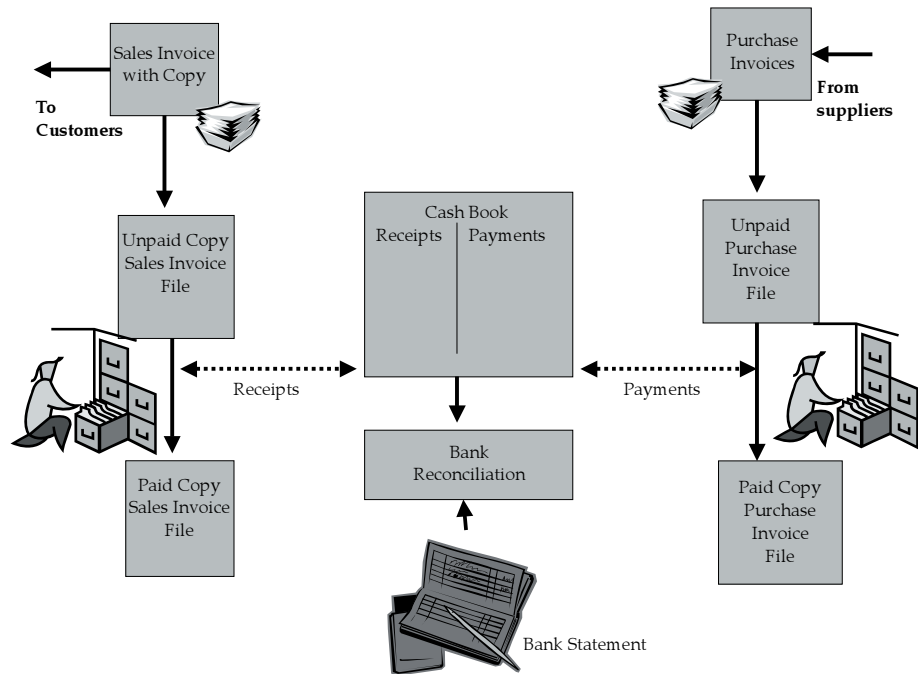 Sales Invoice
with Copy
To
Customers
Purchase
Invoices
From
suppliers
Unpaid Copy
Sales Invoice
File
Cash Book
Receipts Payments
Unpaid
Purchase
Invoice
File
Receipts
Payments
Bank
Reconciliation
Paid Copy
Sales Invoice
File
Paid Copy
Purchase
Invoice
File
Bank Statement